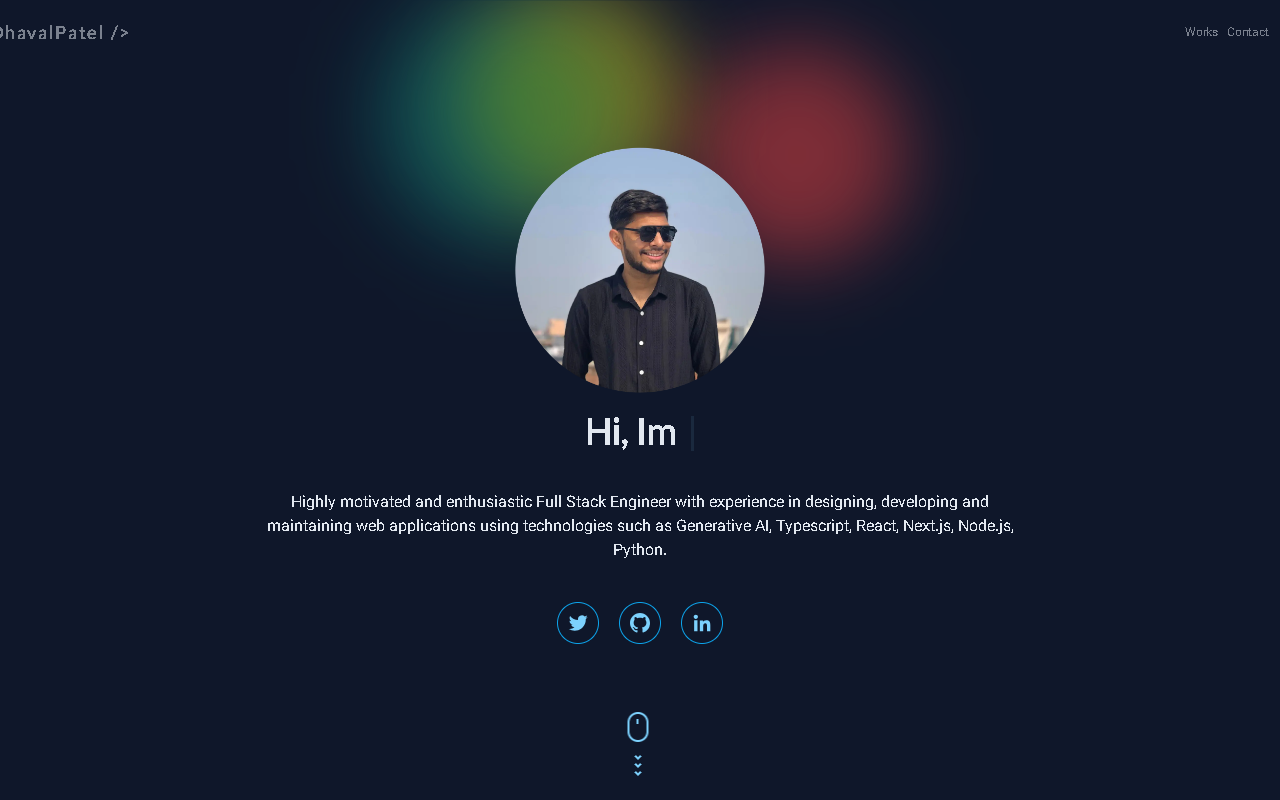 DhavalPatel />
Works Contact
Hi, Im
Highly motivated and enthusiastic Full Stack Engineer with experience in designing, developing and
maintaining web applications using technologies such as Generative AI, Typescript, React, Next.js, Node.js,
Python.